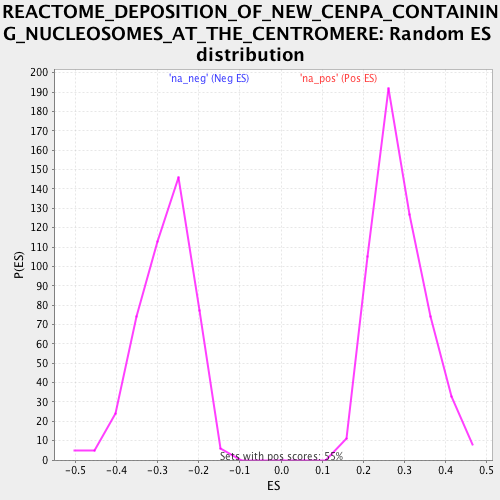 REACTOME_DEPOSITION_OF_NEW_CENPA_CONTAININ
G_NUCLEOSOMES_AT_THE_CENTROMERE: Random ES
distribution
'na_neg' (Neg ES) 'na_pos' (Pos ES)
200
190
180
170
160
150
140
130
120
110
100
90
80
70
60
50
40
30
20
10
0
P(ES)
Sets with pos scores: 55%
-0.5 -0.4 -0.3 -0.2 -0.1 0.0 0.1 0.2 0.3 0.4 0.5
ES